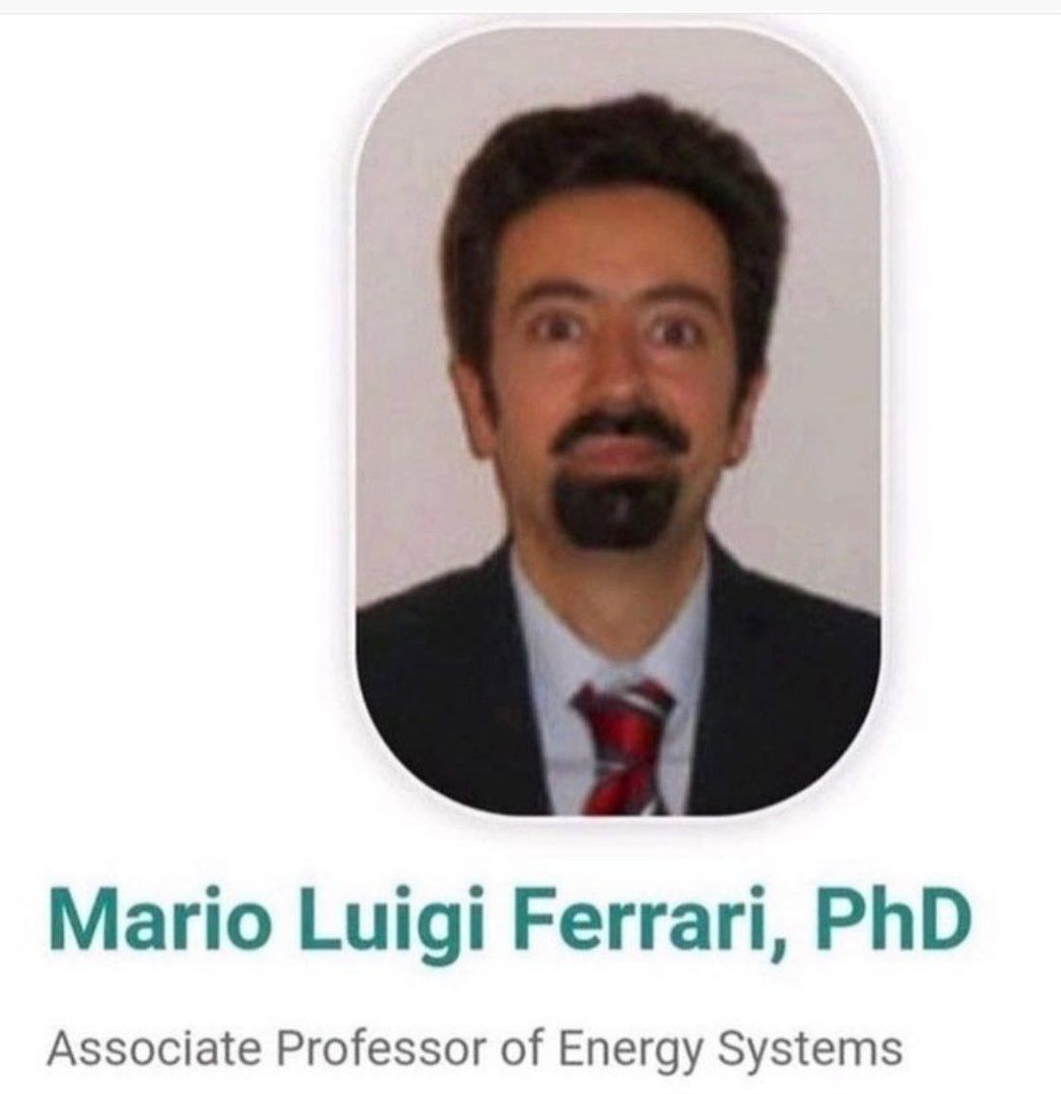 Mario Luigi Ferrari, PhD
Associate Professor of Energy Systems